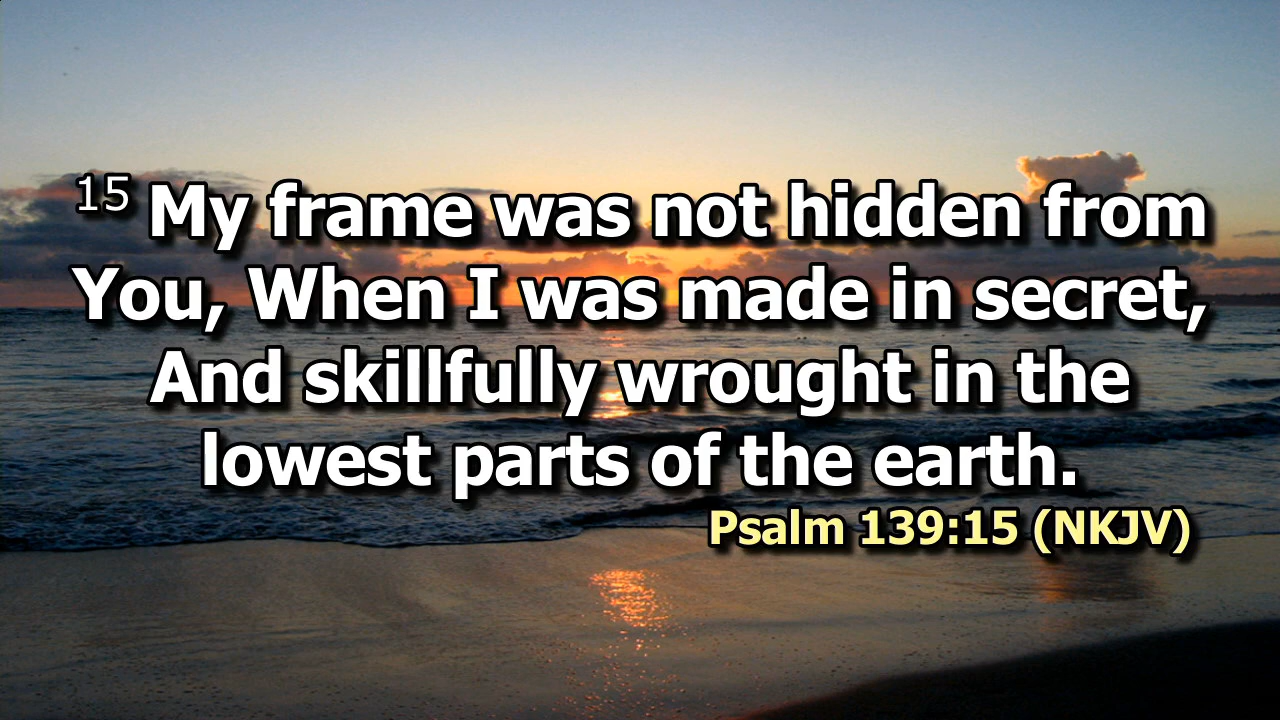 15 My frame was not hidden from
You, When I was made in secret,
And skillfully wrought in the
lowest parts of the earth.
Psalm 139:15 (NKJV)